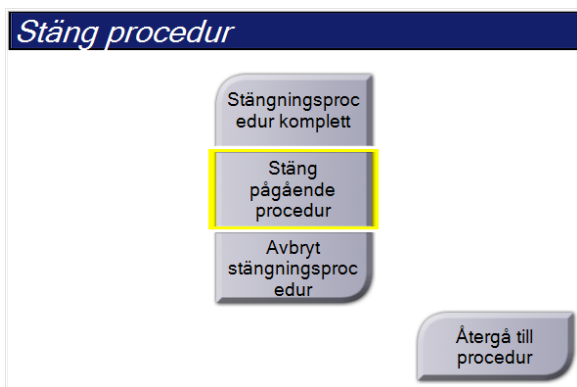 Stäng procedur
Stängningsproc
edur komplett
Stäng
pågående
procedur
Avbryt
stängningsproc
edur
Återgå till
procedur